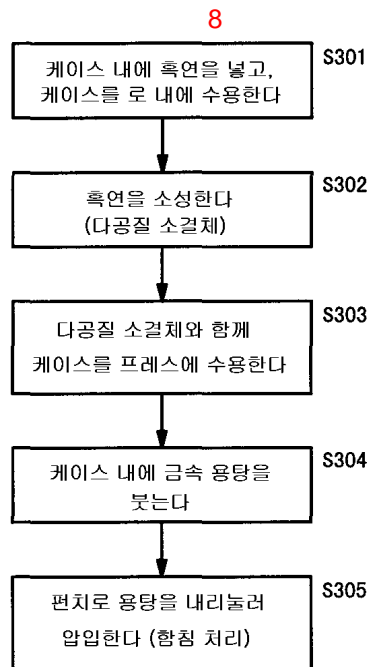 8
케이스 내에 흑연을 넣고,
케이스를 로 내에 수용한다
S301
흑연을 소성한다
(다공질 소결체)
S302
다공질 소결체와 함께
케이스를 프레스에 수용한다
S303
케이스 내에 금속 용탕을
붓는다
S304
펀치로 용탕을 내리눌러
압입한다 (함침 처리)
S305